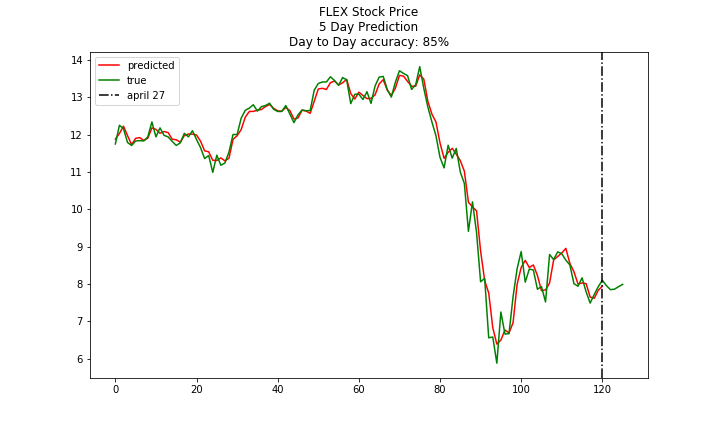 FLEX Stock Price
5 Day Prediction
Day to Day accuracy: 85%
predicted
true
april 27
14
13
12
11
10
9
8
7
6
0 20 40 60 80 100 120